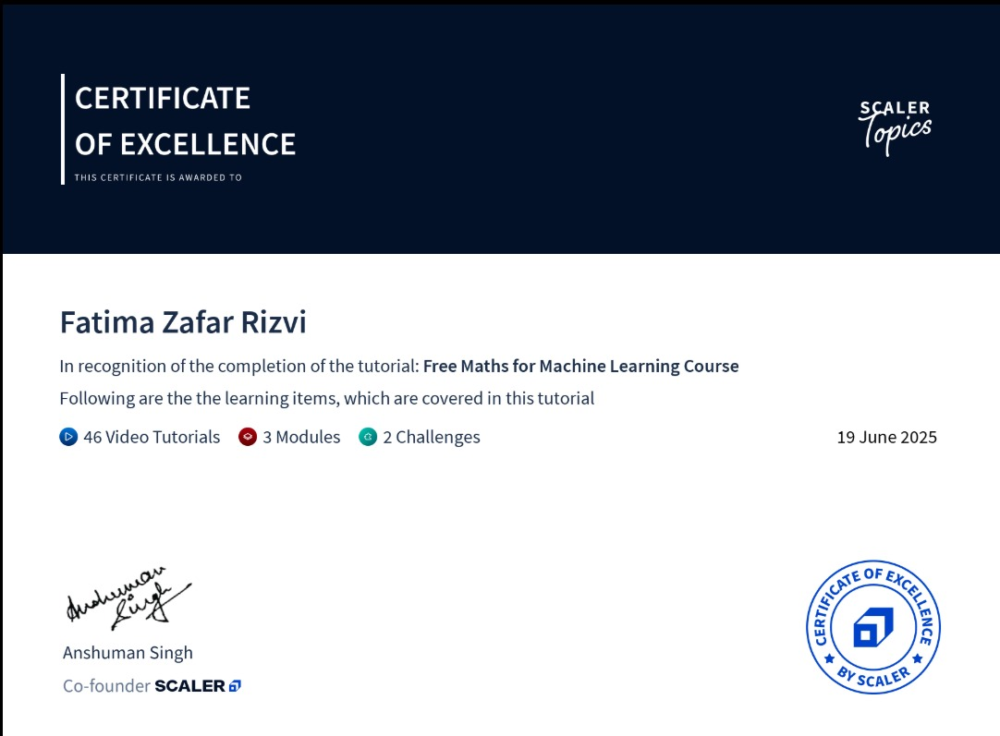 CERTIFICATE
OF EXCELLENCE
THIS CERTIFICATE IS AWARDED TO
SCALER
Topics
Fatima Zafar Rizvi
In recognition of the completion of the tutorial: Free Maths for Machine Learning Course
Following are the the learning items, which are covered in this tutorial
46 Video Tutorials 3 Modules 2 Challenges
19 June 2025
Anshuman
Singh
Anshuman Singh
Co-founder SCALER
CERTIFICATE OF EXCELLENCE
BY SCALER